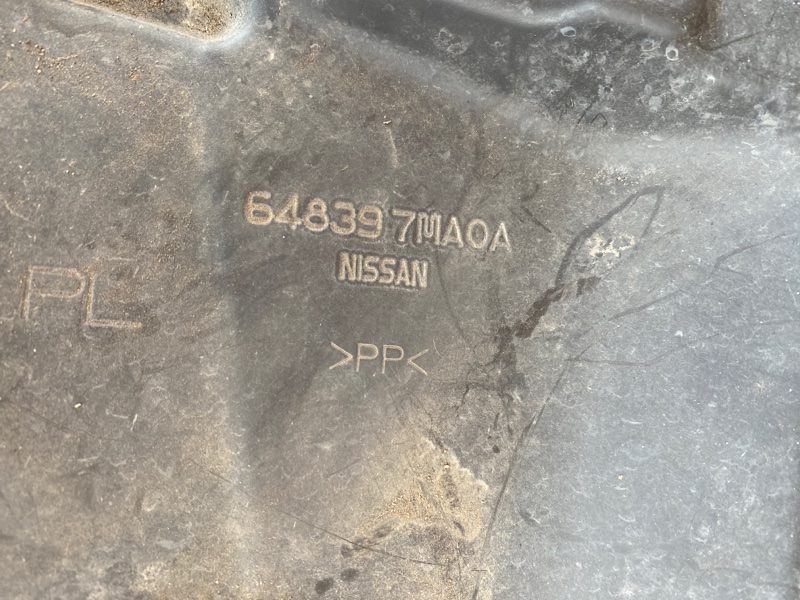 64839 7MA0A
NISSAN
PL
>PP<